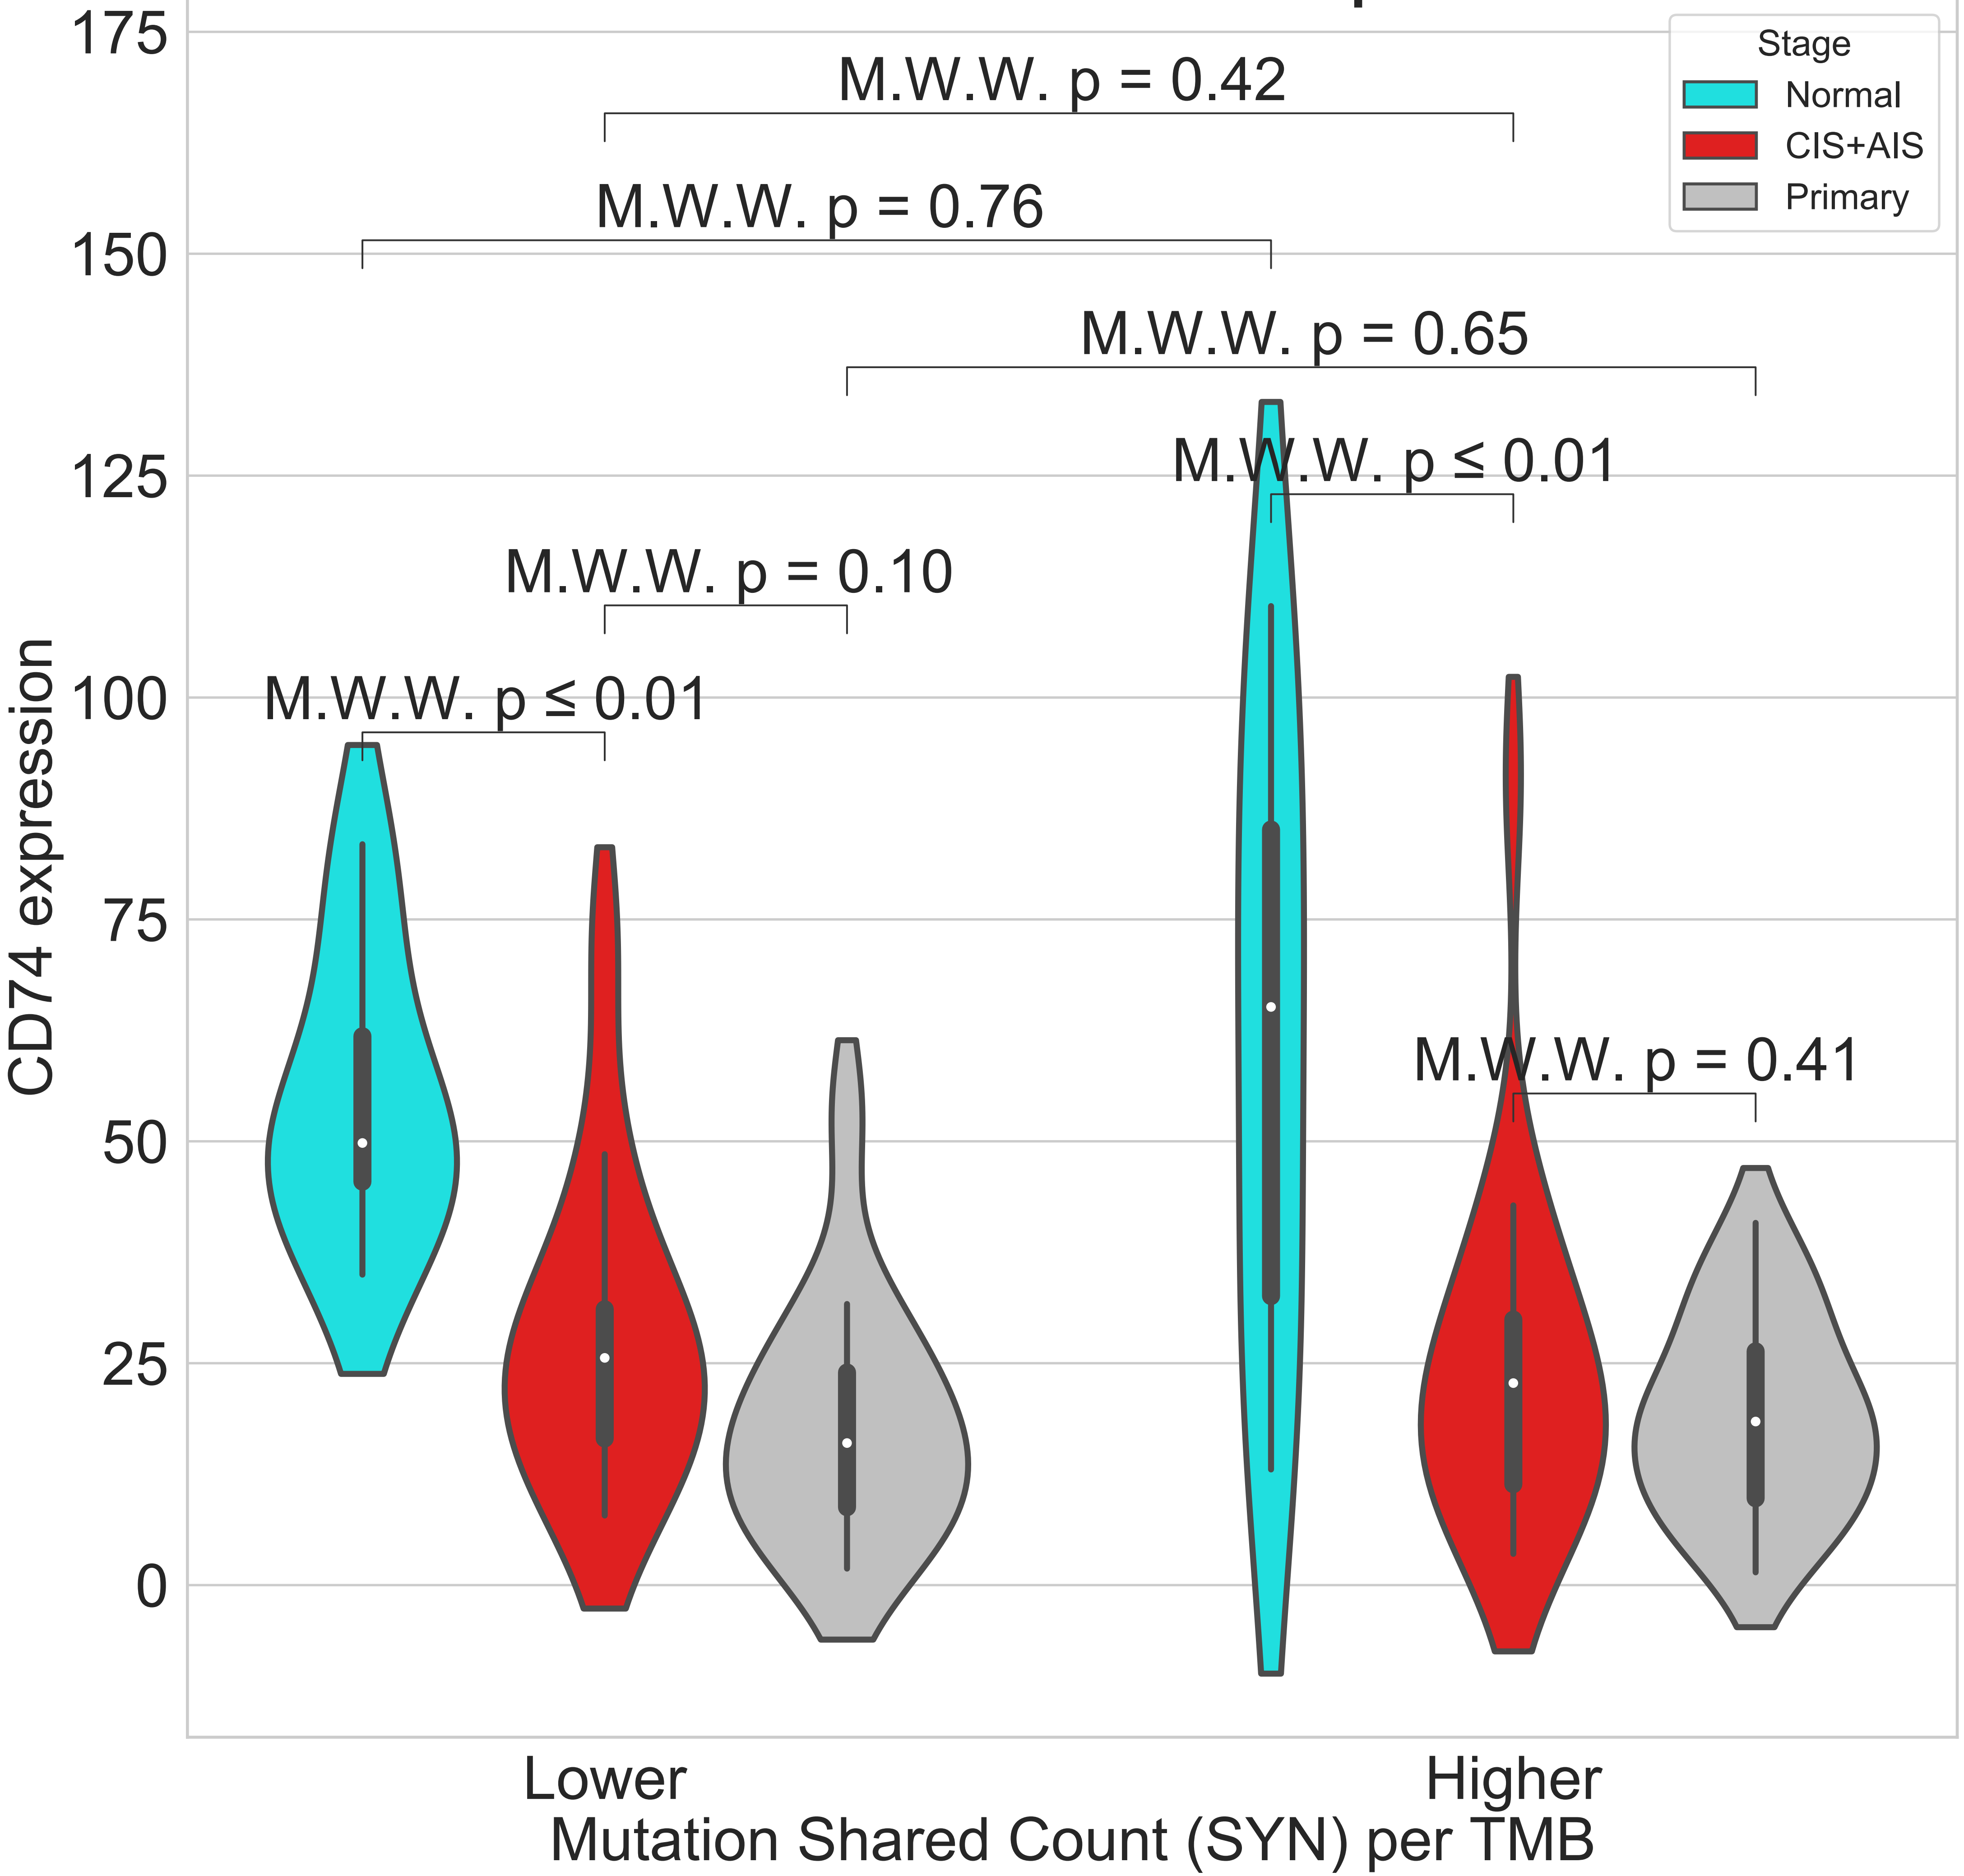 175
150
125
100
75
50
25
0
CD74 expression
M.W.W. p = 0.42
M.W.W. p = 0.76
M.W.W. p = 0.65
M.W.W. p ≤ 0.01
M.W.W. p = 0.10
M.W.W. p ≤ 0.01
M.W.W. p = 0.41
Stage
Normal
CIS+AIS
Primary
Lower
Higher
Mutation Shared Count (SYN) per TMB